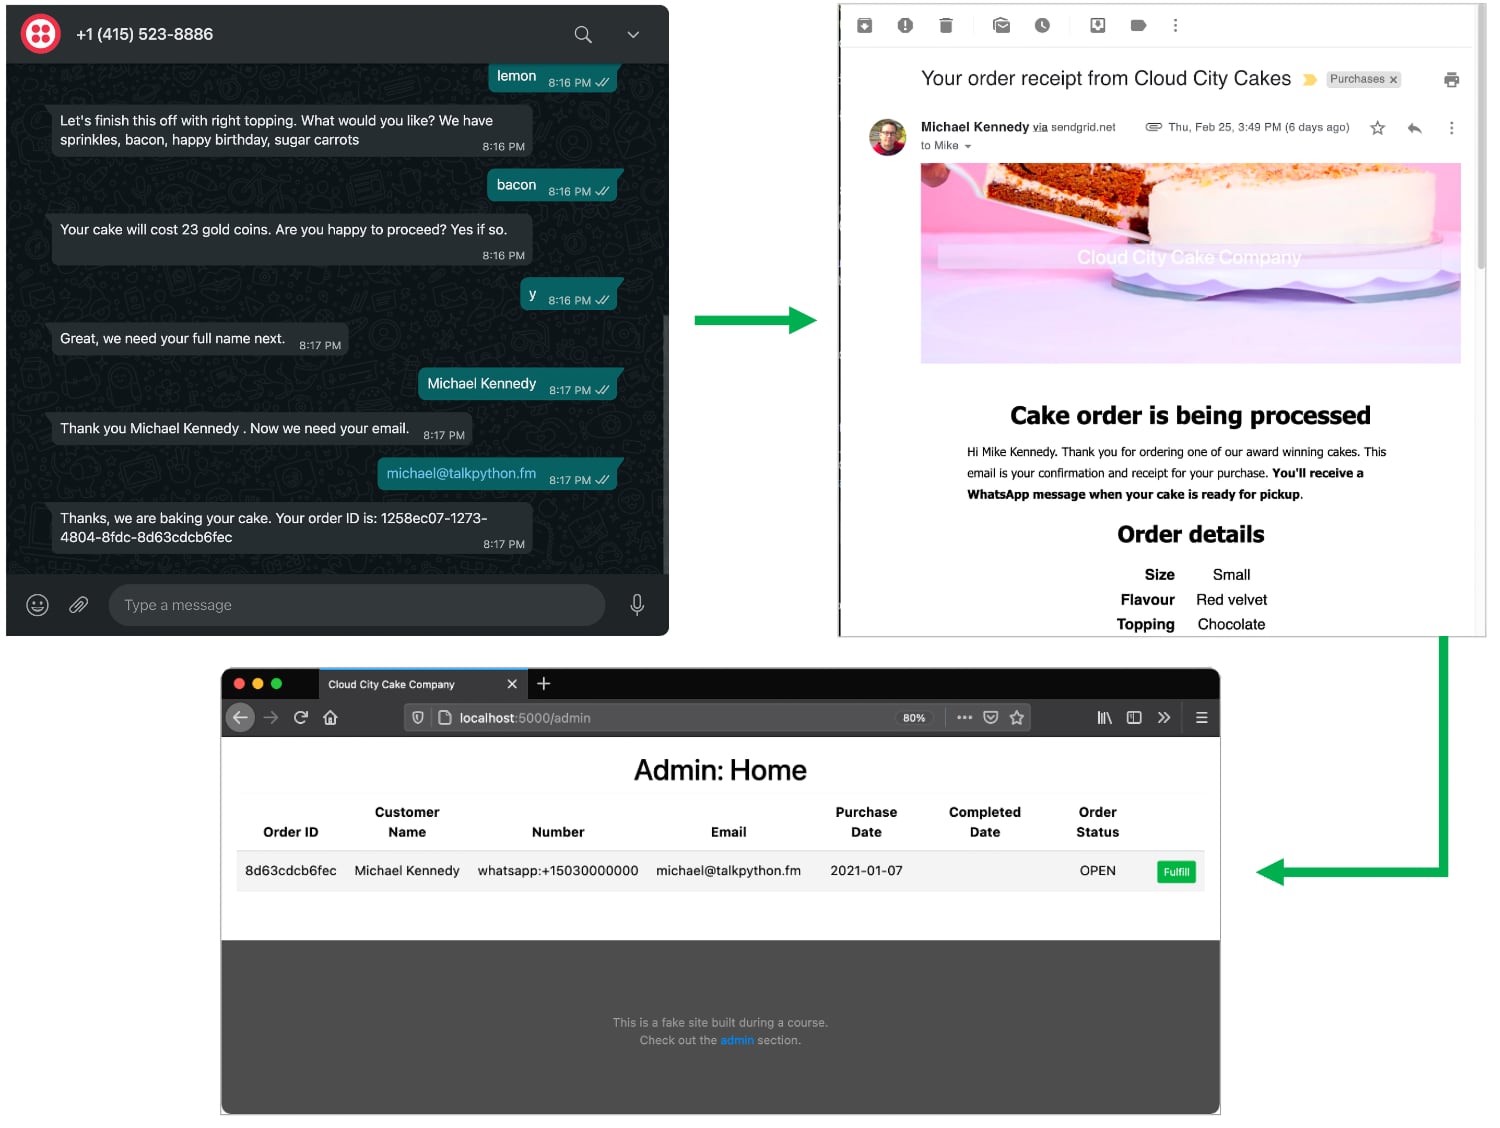 +1 (415) 523-8886
lemon
8:16 PM
Let's finish this off with right topping. What would you like? We have
sprinkles, bacon, happy birthday, sugar carrots
8:16 PM
bacon
8:16 PM
Your cake will cost 23 gold coins. Are you happy to proceed? Yes if so.
8:16 PM
y
8:16 PM
Great, we need your full name next.
8:17 PM
Michael Kennedy
8:17 PM
Thank you Michael Kennedy . Now we need your email.
8:17 PM
michael@talkpython.fm
8:17 PM
Thanks, we are baking your cake. Your order ID is: 1258ec07-1273-
4804-8fdc-8d63cdcb6fec
8:17 PM
Type a message
Your order receipt from Cloud City Cakes
Purchases x
Michael Kennedy via sendgrid.net
Thu, Feb 25, 3:49 PM (6 days ago)
to Mike
Cloud City Cake Company
Cake order is being processed
Hi Mike Kennedy. Thank you for ordering one of our award winning cakes. This
email is your confirmation and receipt for your purchase. You'll receive a
WhatsApp message when your cake is ready for pickup.
Order details
Size Small
Flavour Red velvet
Topping Chocolate
Cloud City Cake Company
localhost:5000/admin
80%
Admin: Home
Order ID Customer Name Number Email Purchase Date Completed Date Order Status
8d63cdcb6fec Michael Kennedy whatsapp:+15030000000 michael@talkpython.fm 2021-01-07 OPEN Fulfill
This is a fake site built during a course.
Check out the admin section.